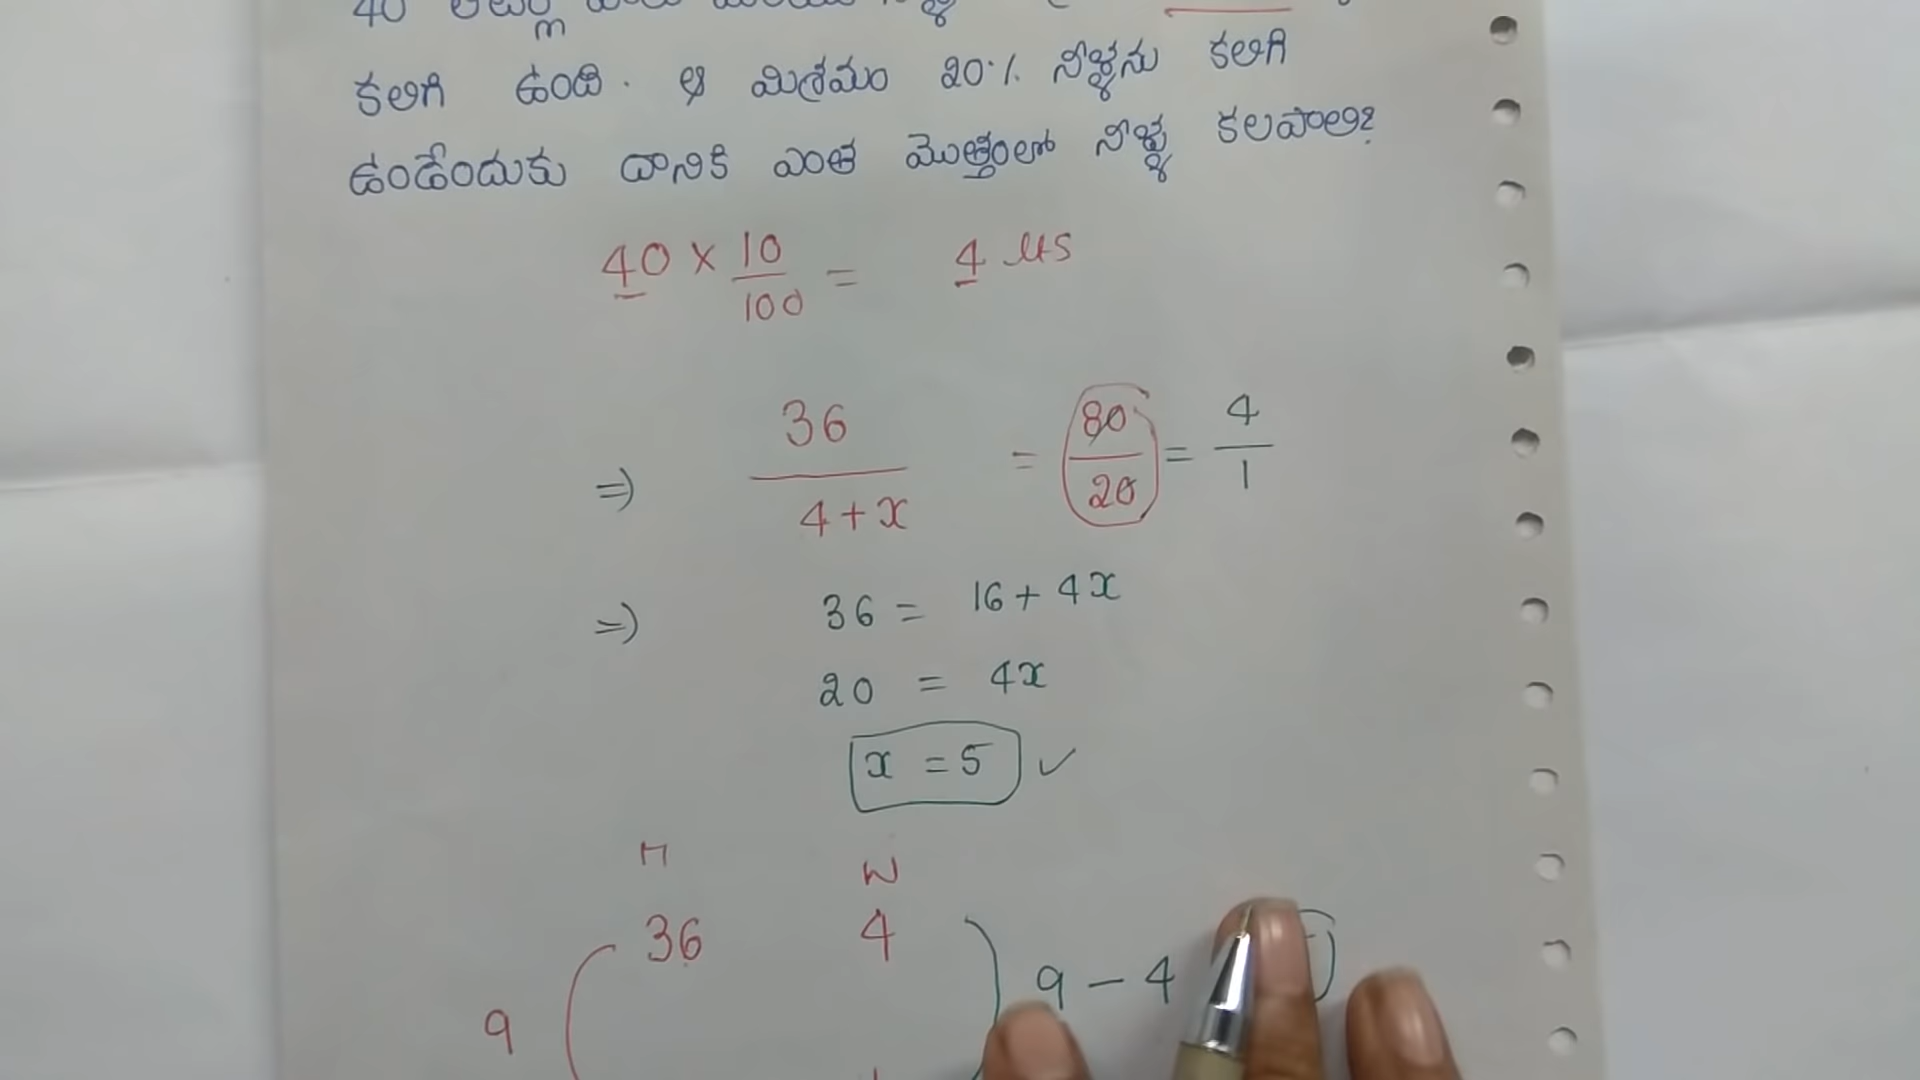 40
కలిగి ఉంది. ఆ మిశ్రమం 20% నీళ్ళను కలిగి
ఉండేందుకు దానికి ఎంత మొత్తంలో నీళ్ళు కలపాలి?
40 × 10/100 = 4 lts
⇒ 36/(4+x) = 80/20 = 4/1
⇒ 36 = 16 + 4x
20 = 4x
x = 5 ✓
M W
36 4
9 9 - 4